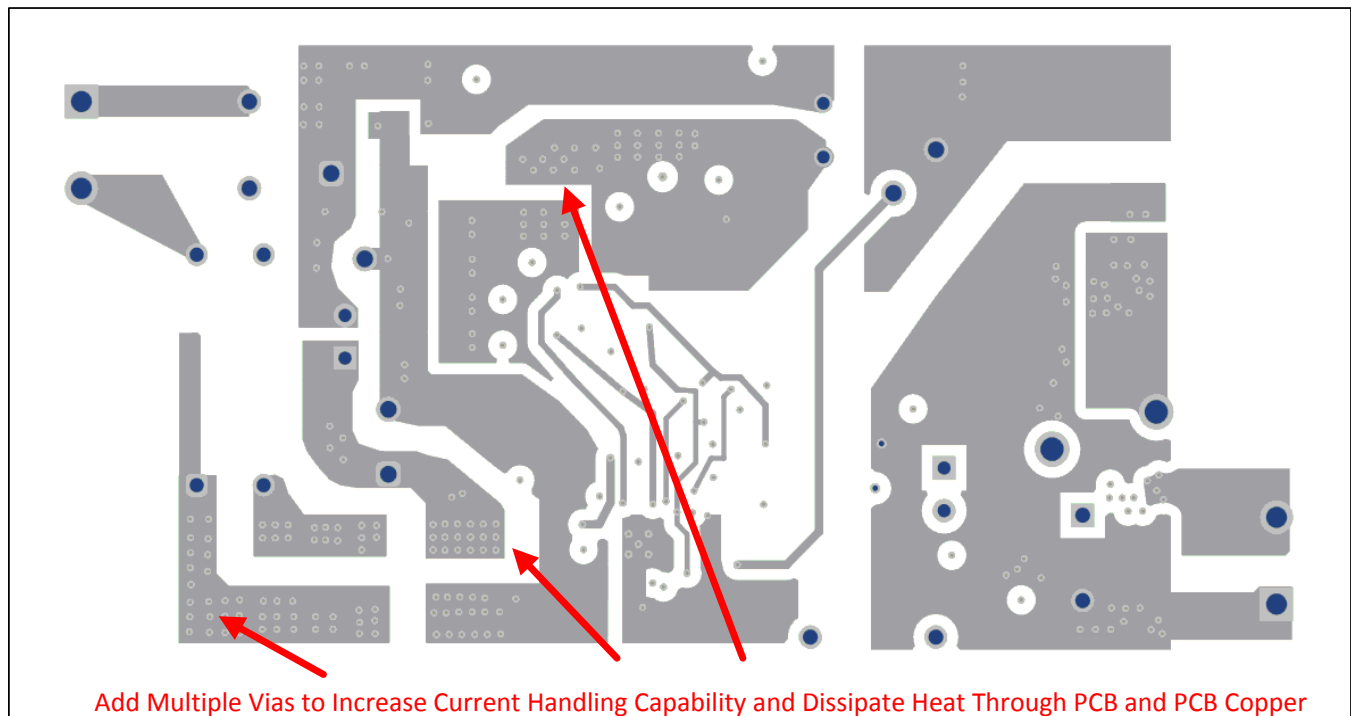 Add Multiple Vias to Increase Current Handling Capability and Dissipate Heat Through PCB and PCB Copper